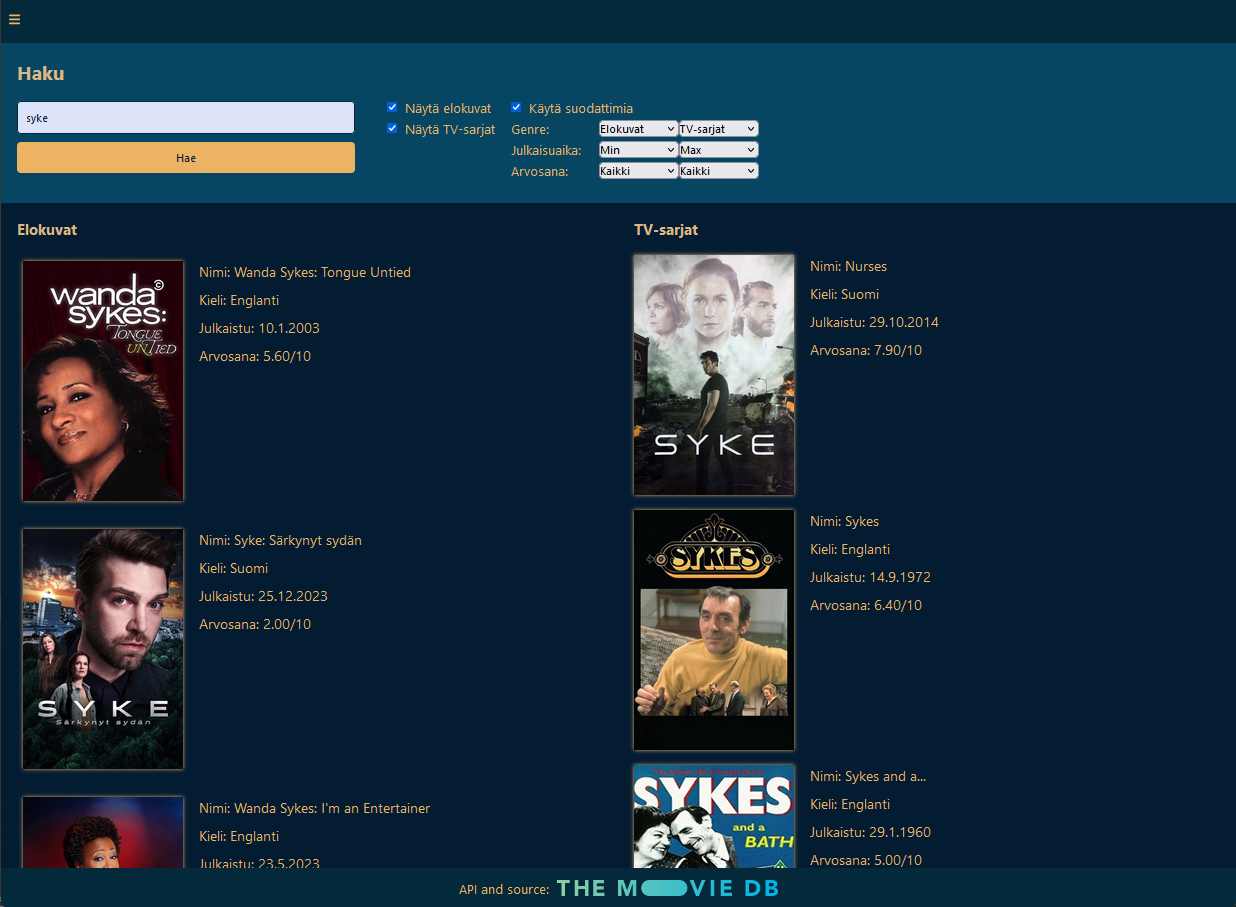 ☰
Haku
syke
Hae
Näytä elokuvat
Näytä TV-sarjat
Käytä suodattimia
Genre: Elokuvat TV-sarjat
Julkaisuaika: Min Max
Arvosana: Kaikki Kaikki
Elokuvat
wanda
sykes:
TONGUE
UNTIED
Nimi: Wanda Sykes: Tongue Untied
Kieli: Englanti
Julkaistu: 10.1.2003
Arvosana: 5.60/10
SYKE
Särkynyt sydän
Nimi: Syke: Särkynyt sydän
Kieli: Suomi
Julkaistu: 25.12.2023
Arvosana: 2.00/10
Nimi: Wanda Sykes: I'm an Entertainer
Kieli: Englanti
Julkaistu: 23.5.2023
TV-sarjat
SYKE
Nimi: Nurses
Kieli: Suomi
Julkaistu: 29.10.2014
Arvosana: 7.90/10
SYKES
Nimi: Sykes
Kieli: Englanti
Julkaistu: 14.9.1972
Arvosana: 6.40/10
SYKES
and a
BATH
Nimi: Sykes and a...
Kieli: Englanti
Julkaistu: 29.1.1960
Arvosana: 5.00/10
API and source: THE MOVIE DB